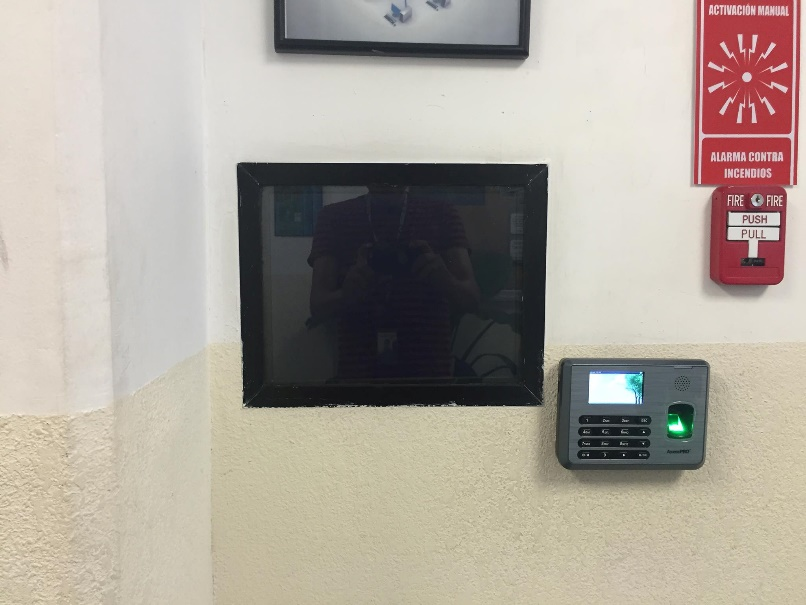 ACTIVACIÓN MANUAL
ALARMA CONTRA
INCENDIOS
FIRE FIRE
PUSH
PULL